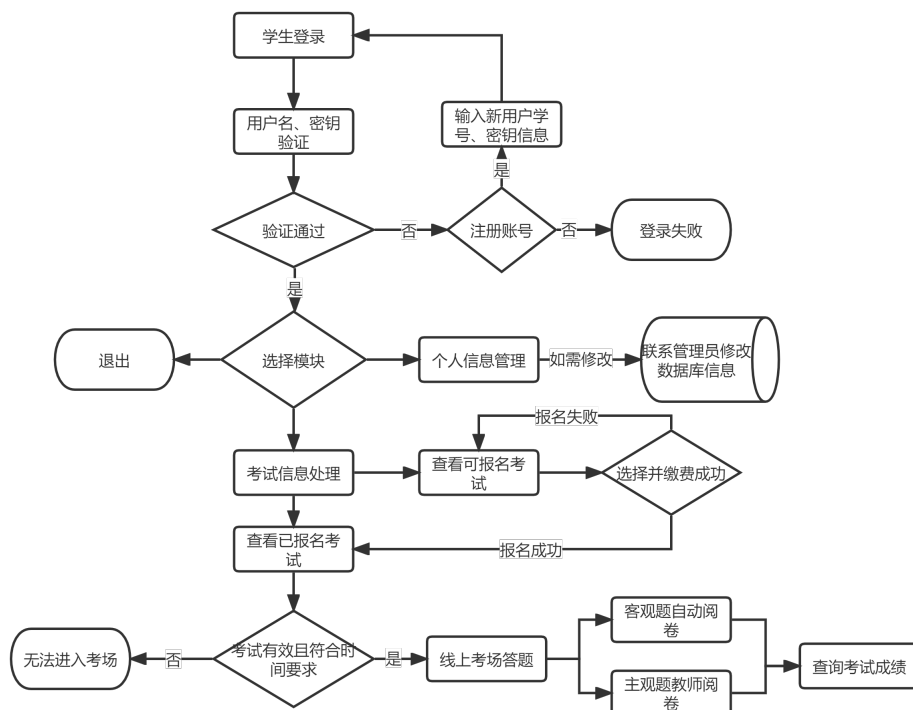 学生登录
用户名、密钥
验证
输入新用户学
号、密钥信息
是
验证通过
否
注册账号
否
登录失败
是
退出
选择模块
个人信息管理
如需修改
联系管理员修改
数据库信息
报名失败
考试信息处理
查看可报名考
试
选择并缴费成功
查看已报名考
试
报名成功
无法进入考场
否
考试有效且符合时
间要求
是
线上考场答题
客观题自动阅
卷
主观题教师阅
卷
查询考试成绩